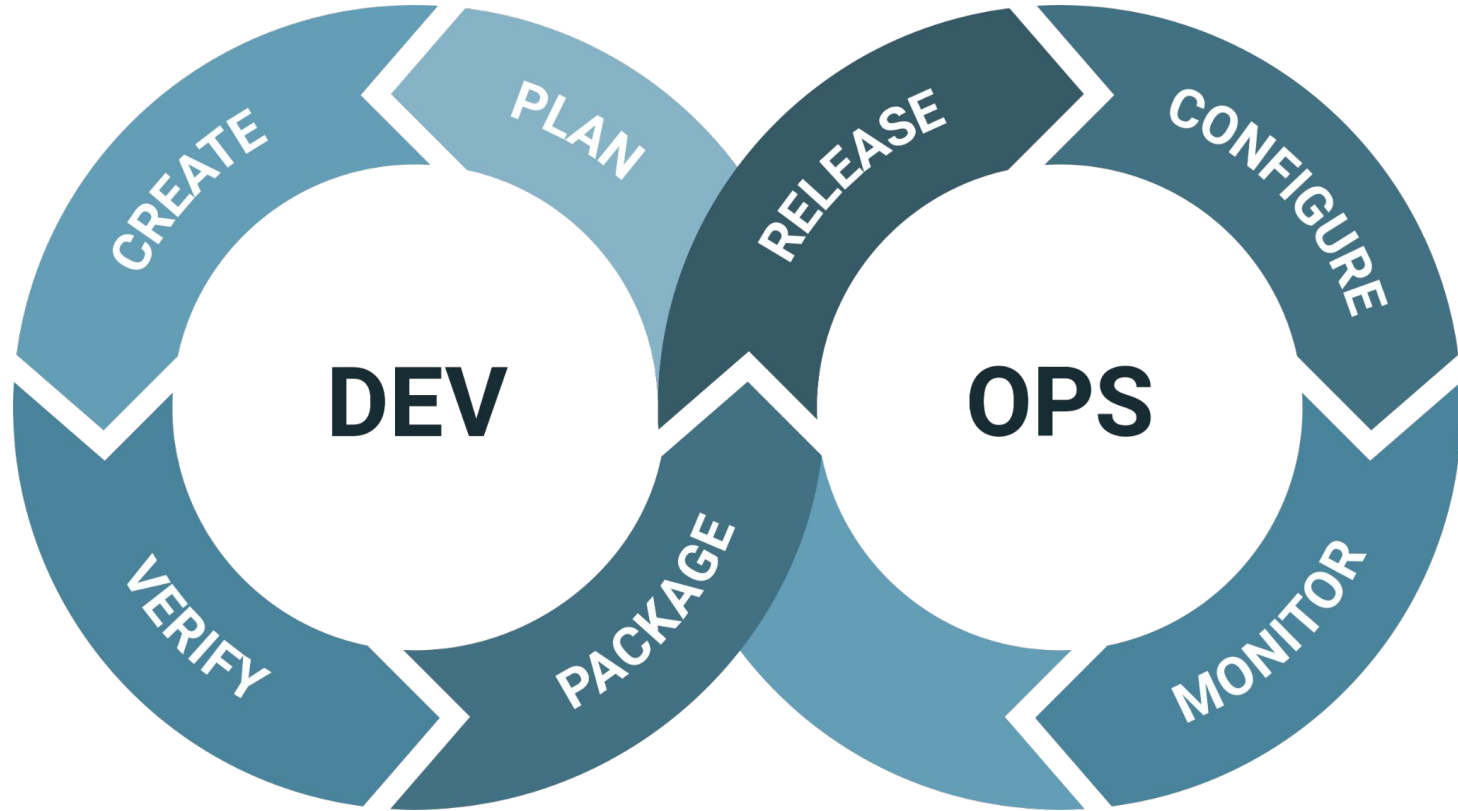 PLAN
CREATE
VERIFY
PACKAGE
RELEASE
CONFIGURE
MONITOR
DEV
OPS